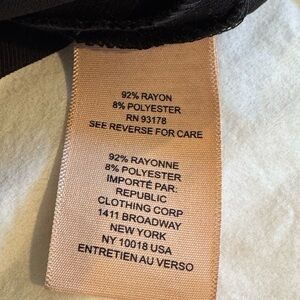 92% RAYON
8% POLYESTER
RN 93178
SEE REVERSE FOR CARE
92% RAYONNE
8% POLYESTER
IMPORTÉ PAR:
REPUBLIC
CLOTHING CORP
1411 BROADWAY
NEW YORK
NY 10018 USA
ENTRETIEN AU VERSO